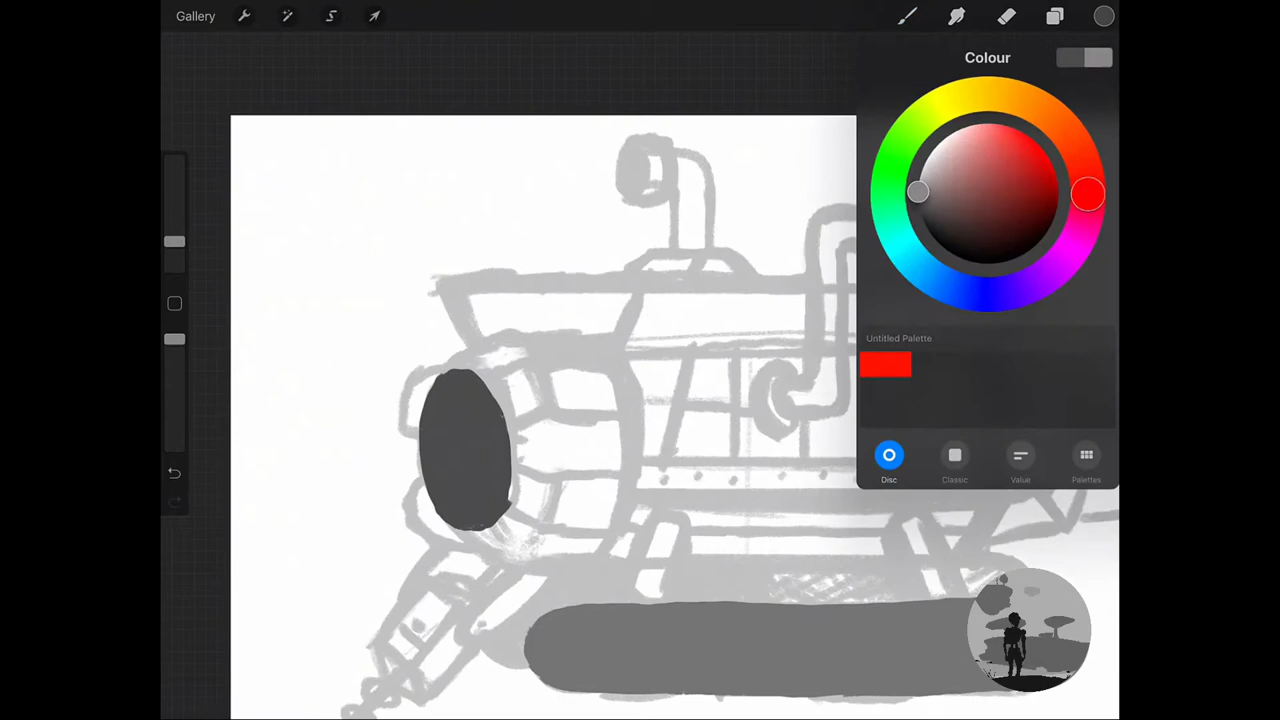 Gallery
Colour
Untitled Palette
Disc
Classic
Value
Palettes